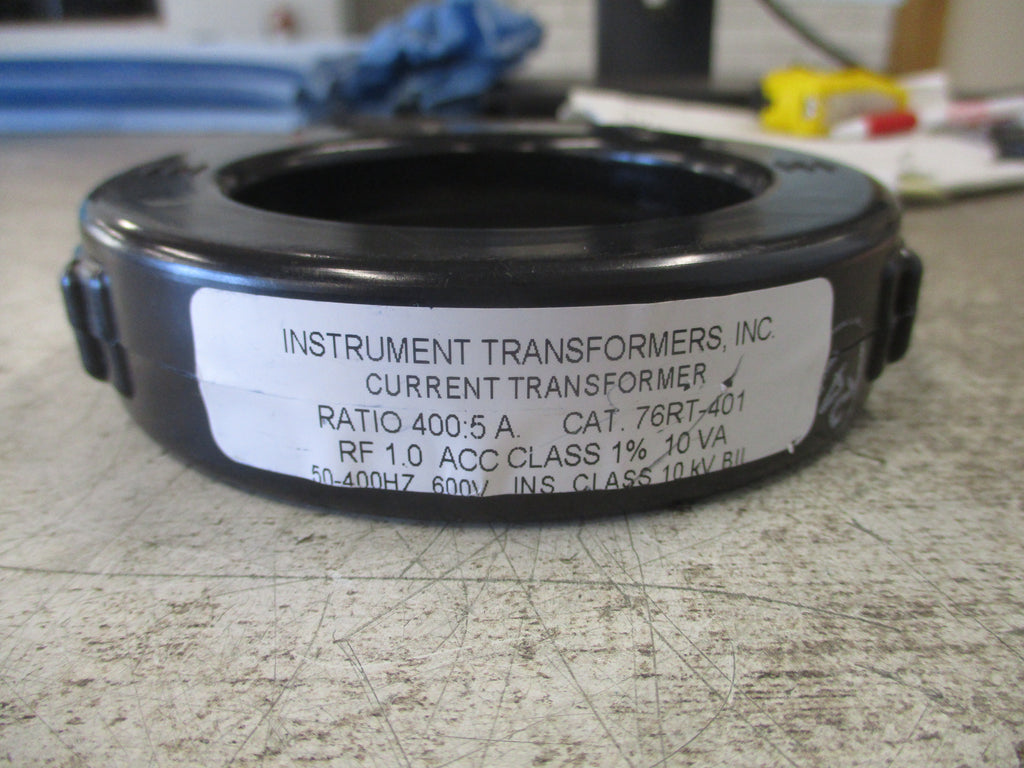 INSTRUMENT TRANSFORMERS, INC.
CURRENT TRANSFORMER
RATIO 400:5 A. CAT. 76RT-401
RF 1.0 ACC CLASS 1% 10 VA
50-400HZ 600V INS. CLASS 10 kV BIL